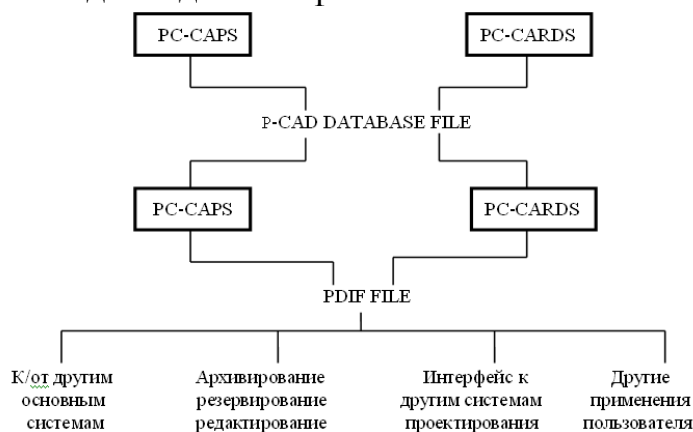 PC-CAPS
PC-CARDS
P-CAD DATABASE FILE
PC-CAPS
PC-CARDS
PDIF FILE
К/от другим
основным
системам
Архивирование
резервирование
редактирование
Интерфейс к
другим системам
проектирования
Другие
применения
пользователя